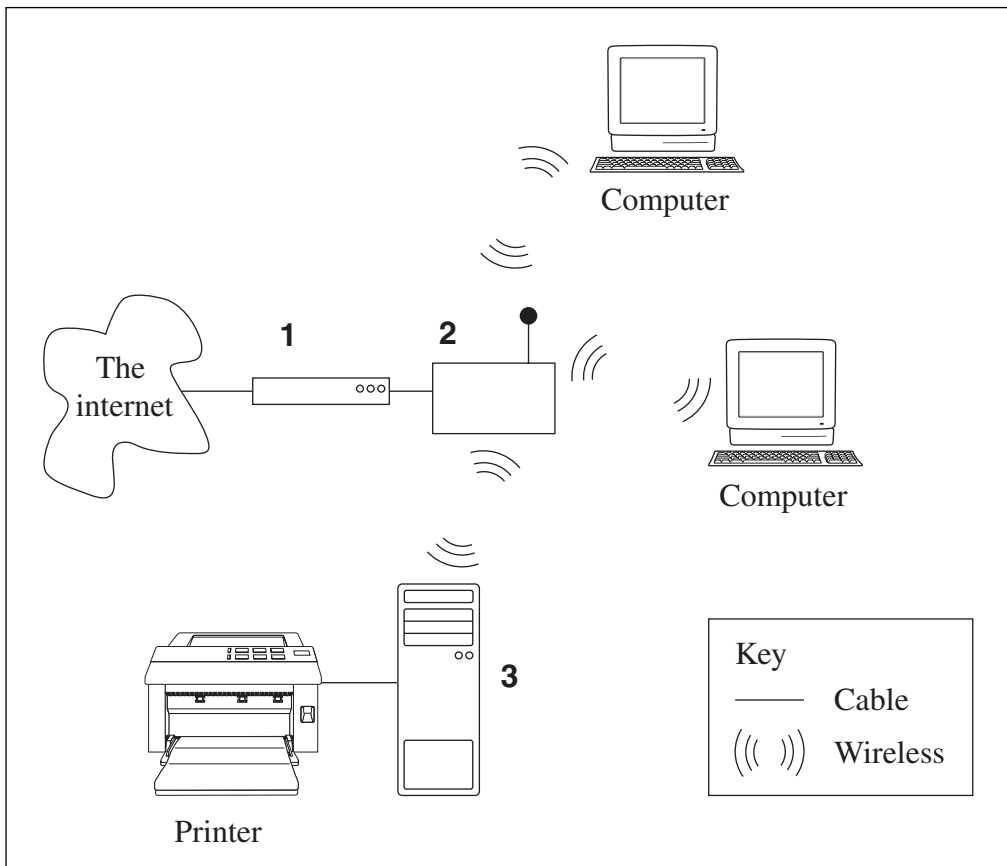 Computer
1
2
The
internet
Computer
3
Key
Cable
Wireless
Printer